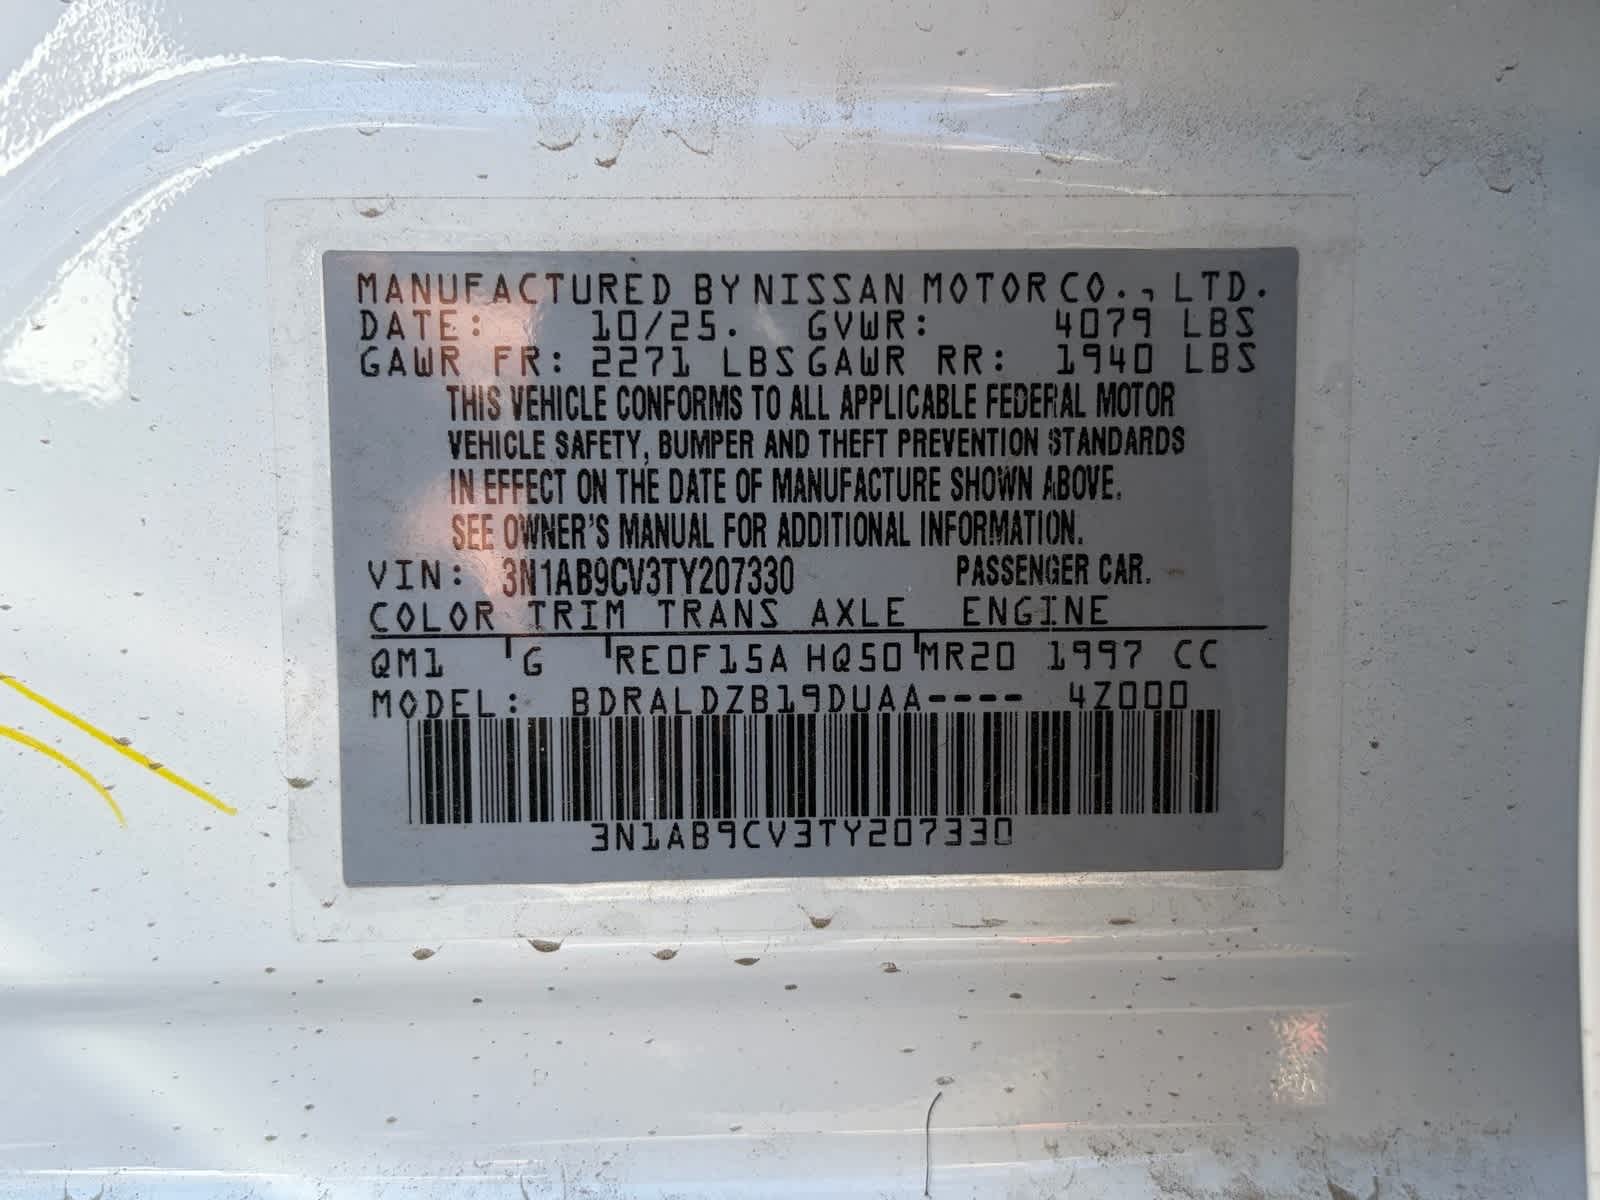 MANUFACTURED BY NISSAN MOTOR CO., LTD.
DATE: 10/25. GVWR: 4079 LBS
GAWR FR: 2271 LBS GAWR RR: 1940 LBS
THIS VEHICLE CONFORMS TO ALL APPLICABLE FEDERAL MOTOR
VEHICLE SAFETY, BUMPER AND THEFT PREVENTION STANDARDS
IN EFFECT ON THE DATE OF MANUFACTURE SHOWN ABOVE.
SEE OWNER'S MANUAL FOR ADDITIONAL INFORMATION.
VIN: 3N1AB9CV3TY207330 PASSENGER CAR.
COLOR TRIM TRANS AXLE ENGINE
QM1 G RE0F15A HQ50 MR20 1997 CC
MODEL: BDRALDZB19DUAA---- 4Z000
3N1AB9CV3TY207330